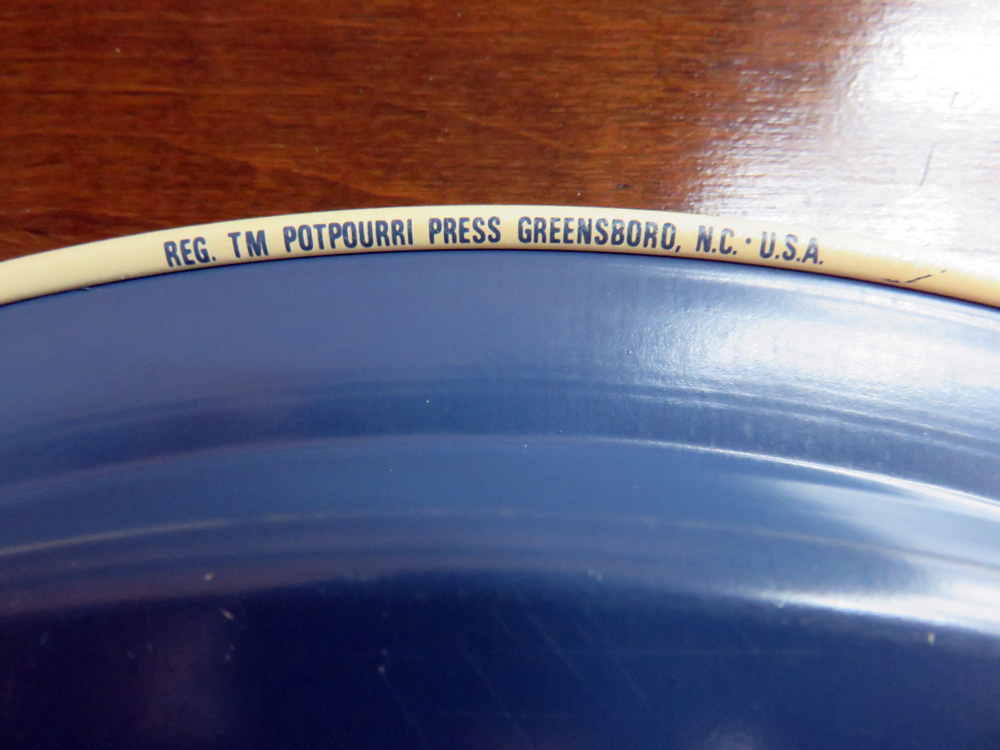 REG. TM POTPOURRI PRESS GREENSBORO, N.C. · U.S.A.